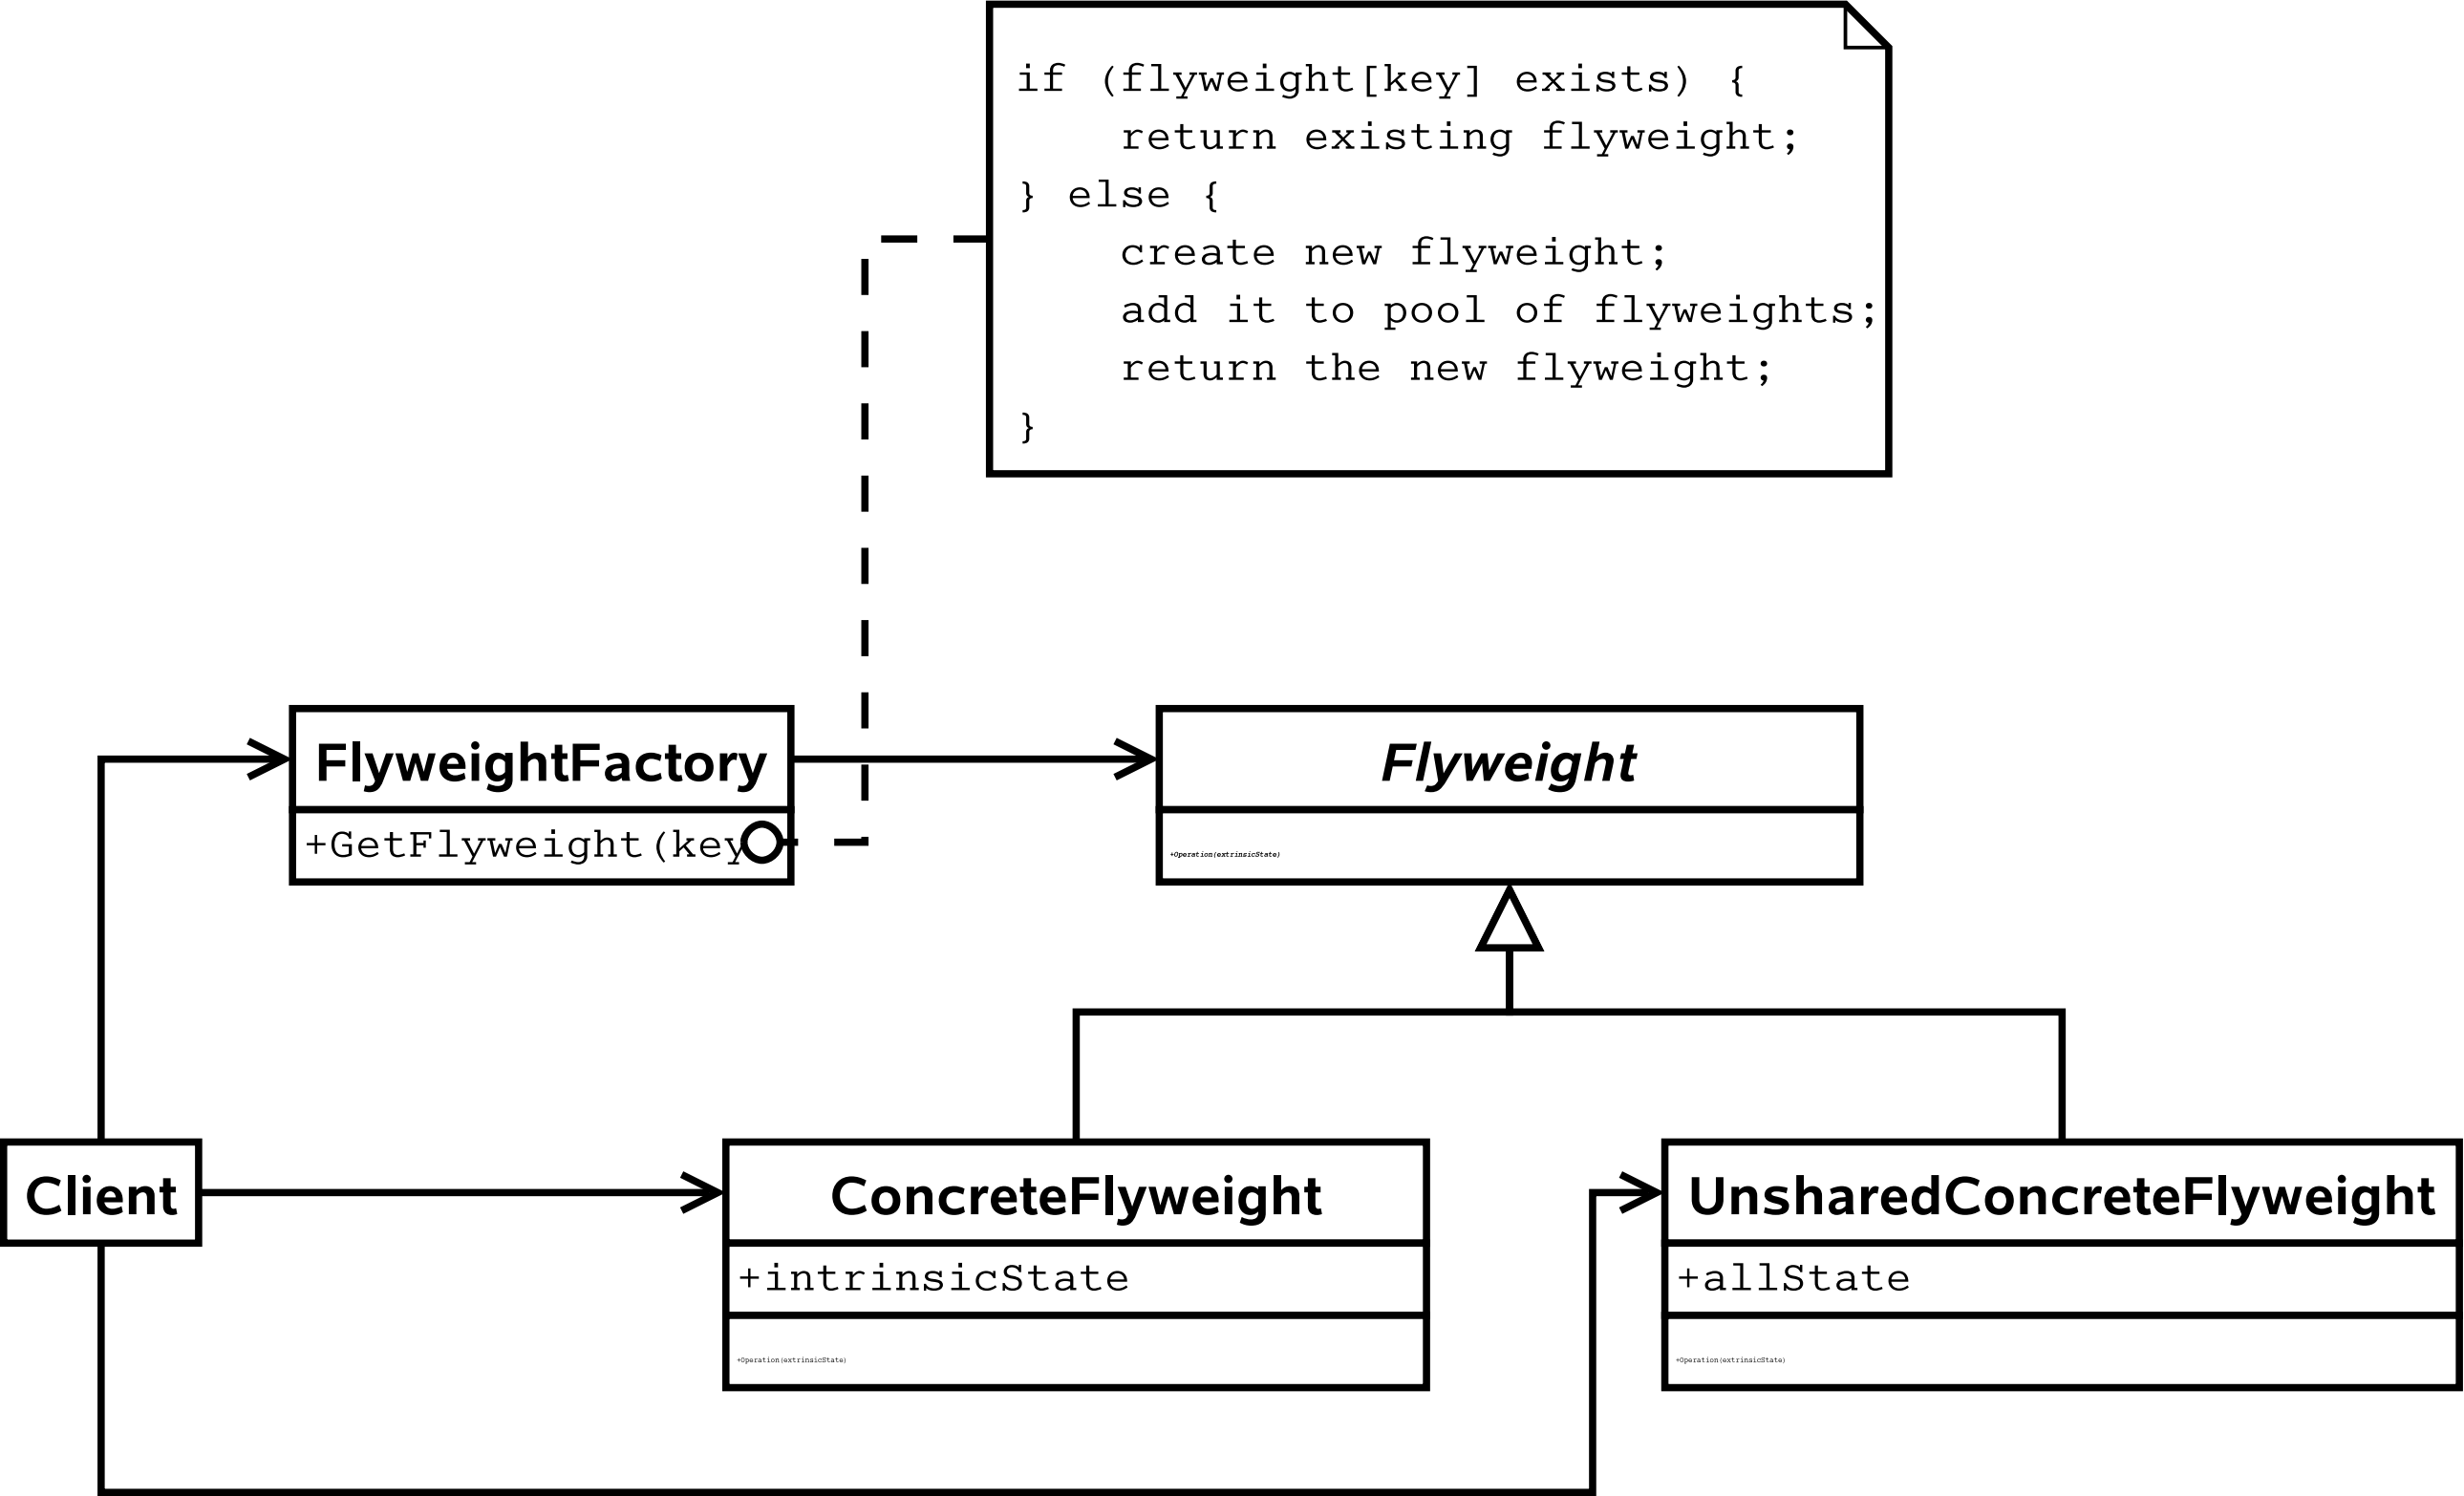 if (flyweight[key] exists) {
    return existing flyweight;
} else {
    create new flyweight;
    add it to pool of flyweights;
    return the new flyweight;
}
FlyweightFactory
+GetFlyweight(key
Flyweight
+Operation(extrinsicState)
Client
ConcreteFlyweight
+intrinsicState
+Operation(extrinsicState)
UnsharedConcreteFlyweight
+allState
+Operation(extrinsicState)